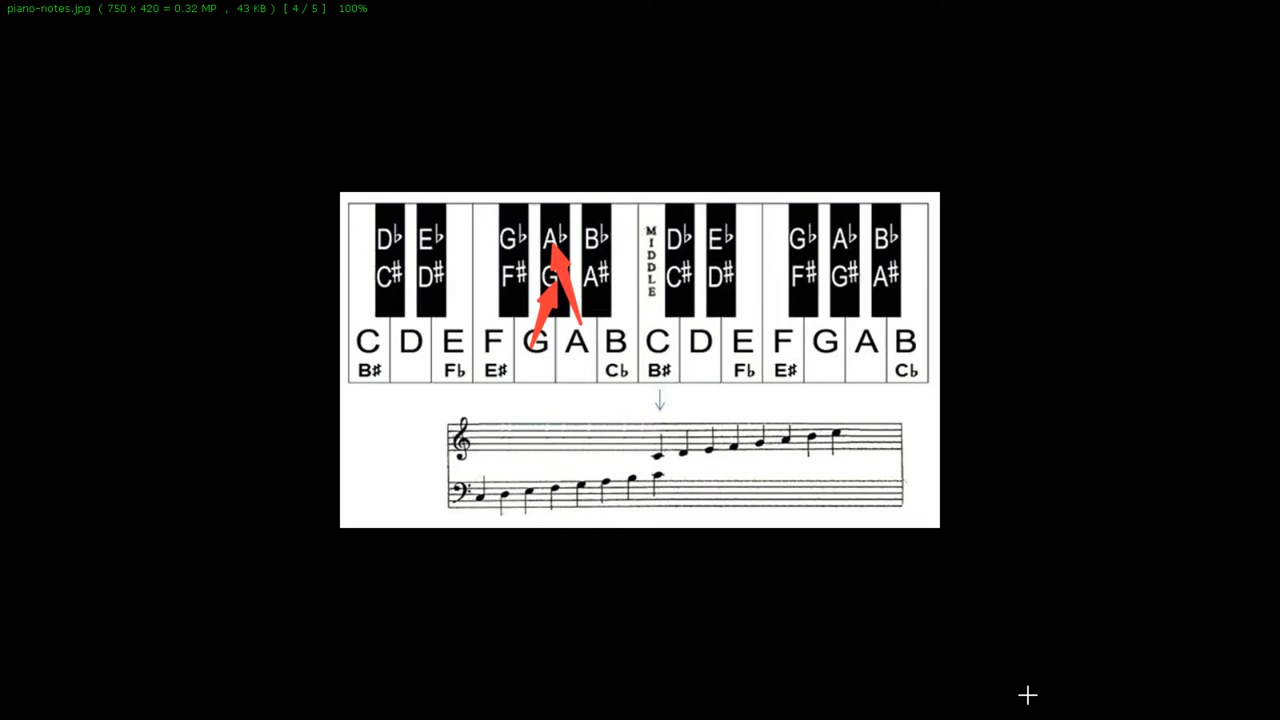 piano-notes.jpg ( 750 x 420 = 0.32 MP , 43 KB ) [ 4 / 5 ] 100%
D♭ E♭ G♭ A♭ B♭ MIDDLE D♭ E♭ G♭ A♭ B♭
C# D# F# G A# C# D# F# G# A#
C D E F G A B C D E F G A B
B# F♭ E# C♭ B# F♭ E# C♭